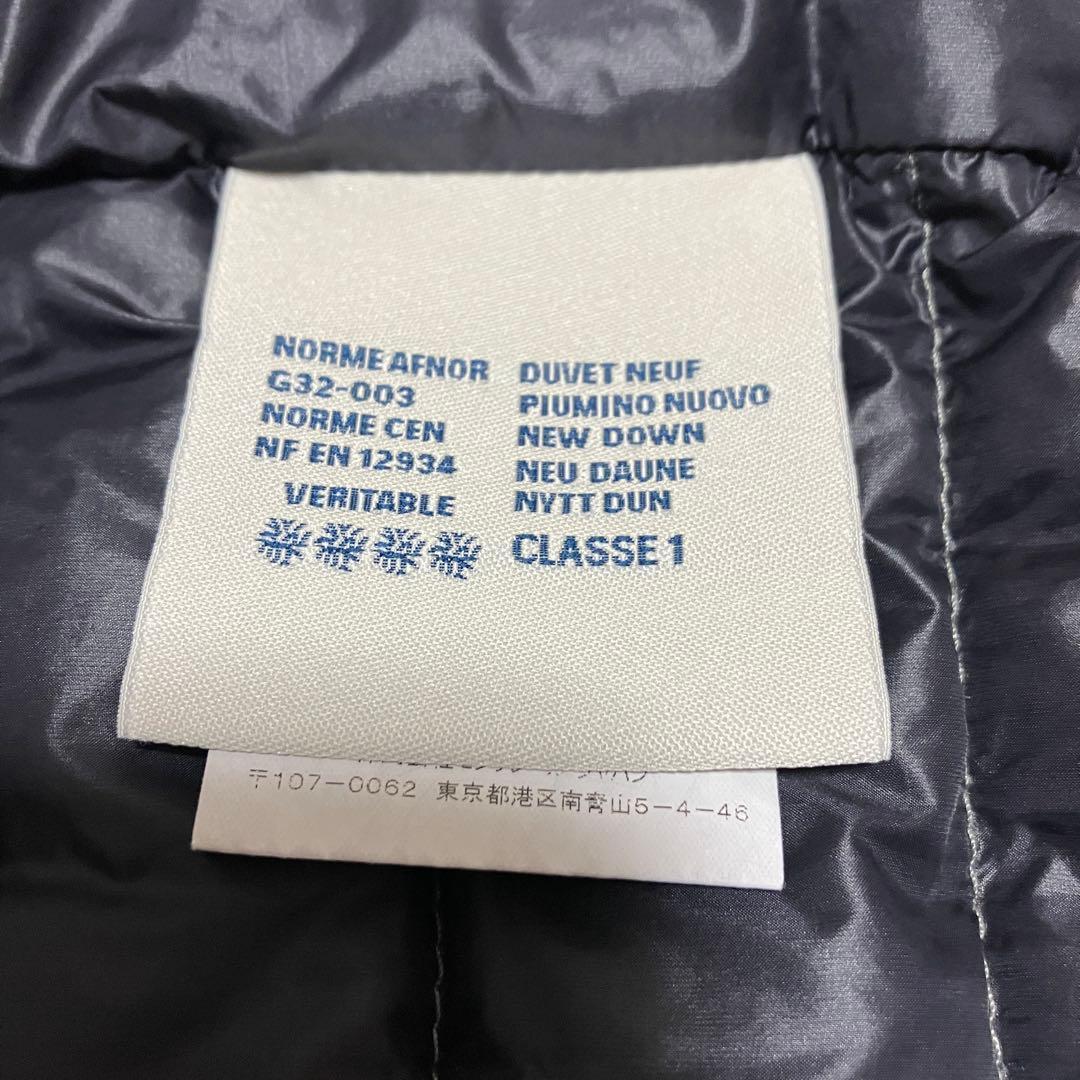 NORME AFNOR
G32-003
NORME CEN
NF EN 12934
VERITABLE
DUVET NEUF
PIUMINO NUOVO
NEW DOWN
NEU DAUNE
NYTT DUN
CLASSE 1
〒107-0062 東京都港区南青山5-4-46